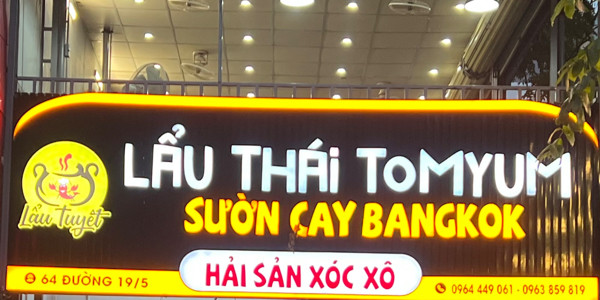 LẨU THÁI TOMYUM
SƯỜN CAY BANGKOK
Lẩu Tuyết
HẢI SẢN XÓC XÔ
64 ĐƯỜNG 19/5
0964 449 061 - 0963 859 819